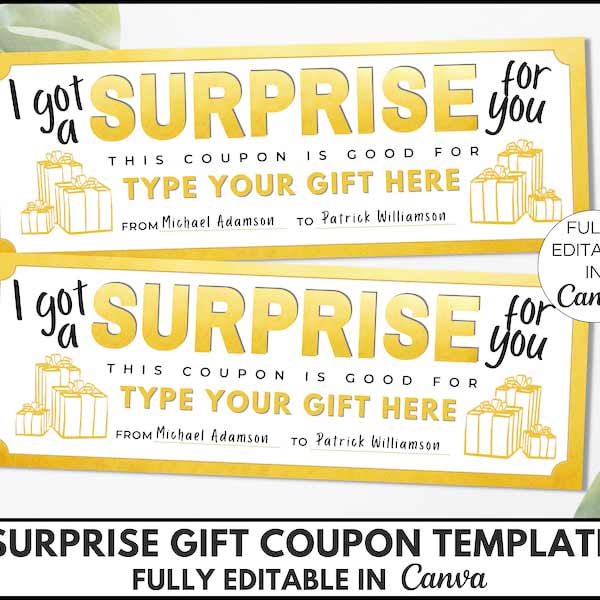 I got a SURPRISE for you
THIS COUPON IS GOOD FOR
TYPE YOUR GIFT HERE
FROM Michael Adamson TO Patrick Williamson
FULL
EDITA
IN
Can
I got a SURPRISE for you
THIS COUPON IS GOOD FOR
TYPE YOUR GIFT HERE
FROM Michael Adamson TO Patrick Williamson
SURPRISE GIFT COUPON TEMPLAT
FULLY EDITABLE IN Canva